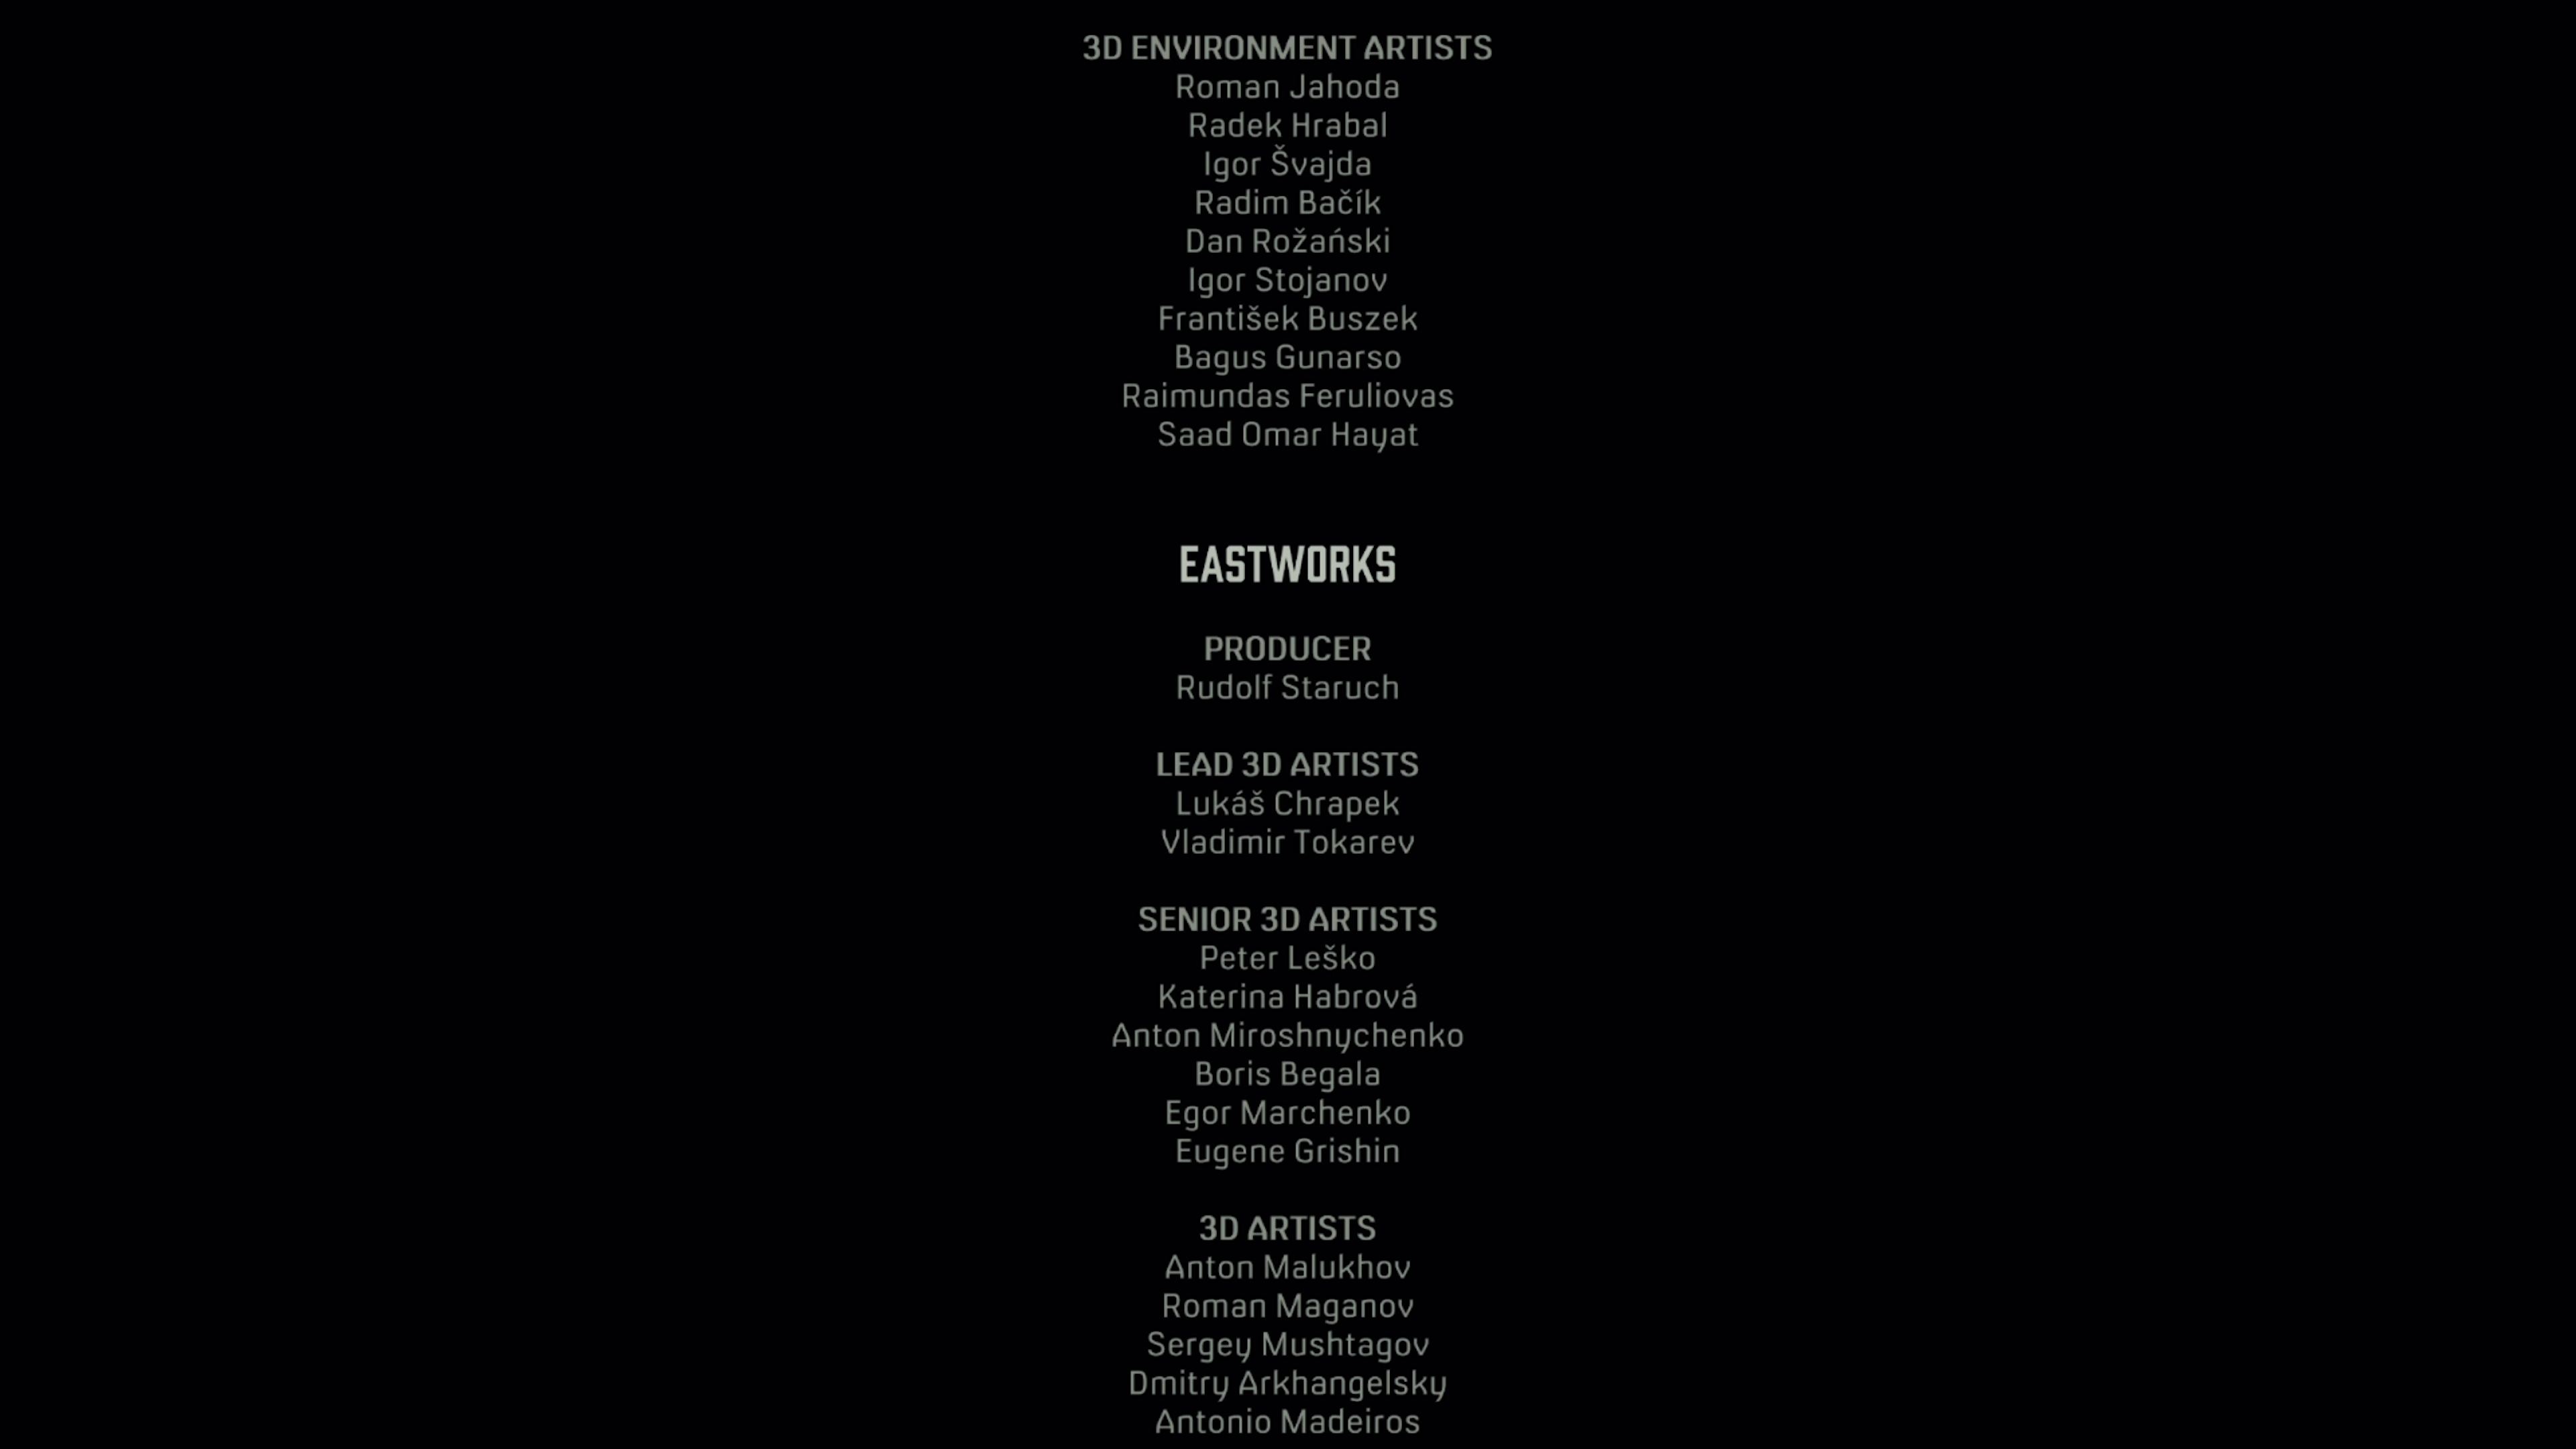 3D ENVIRONMENT ARTISTS
Roman Jahoda
Radek Hrabal
Igor Švajda
Radim Bačík
Dan Rožański
Igor Stojanov
František Buszek
Bagus Gunarso
Raimundas Feruliovas
Saad Omar Hayat
EASTWORKS
PRODUCER
Rudolf Staruch
LEAD 3D ARTISTS
Lukáš Chrapek
Vladimir Tokarev
SENIOR 3D ARTISTS
Peter Leško
Katerina Habrová
Anton Miroshnychenko
Boris Begala
Egor Marchenko
Eugene Grishin
3D ARTISTS
Anton Malukhov
Roman Maganov
Sergey Mushtagov
Dmitry Arkhangelsky
Antonio Madeiros